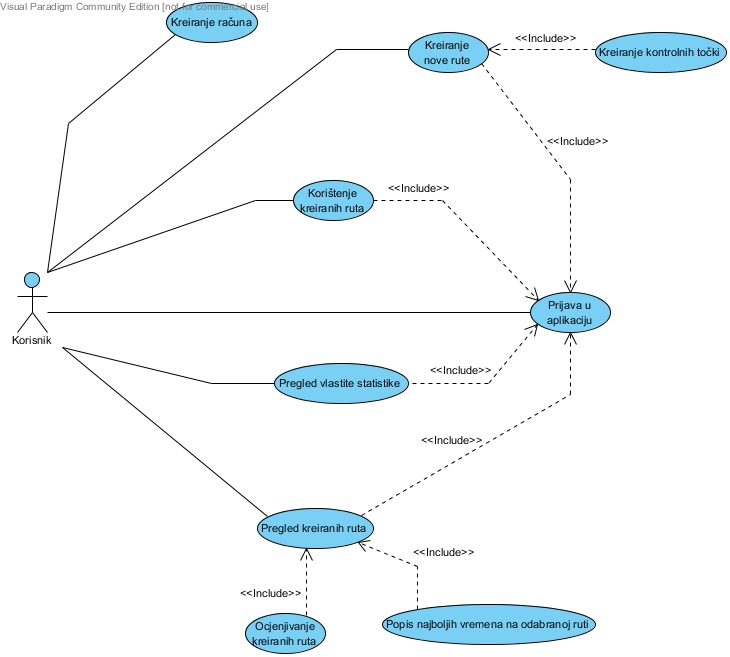 Visual Paradigm Community Edition [not for commercial use]
Kreiranje računa
Kreiranje
nove rute
<<Include>>
Kreiranje kontrolnih točki
<<Include>>
Korištenje
kreiranih ruta
<<Include>>
Prijava u
aplikaciju
Korisnik
Pregled vlastite statistike
<<Include>>
<<Include>>
Pregled kreiranih ruta
<<Include>>
<<Include>>
Ocjenjivanje
kreiranih ruta
Popis najboljih vremena na odabranoj ruti